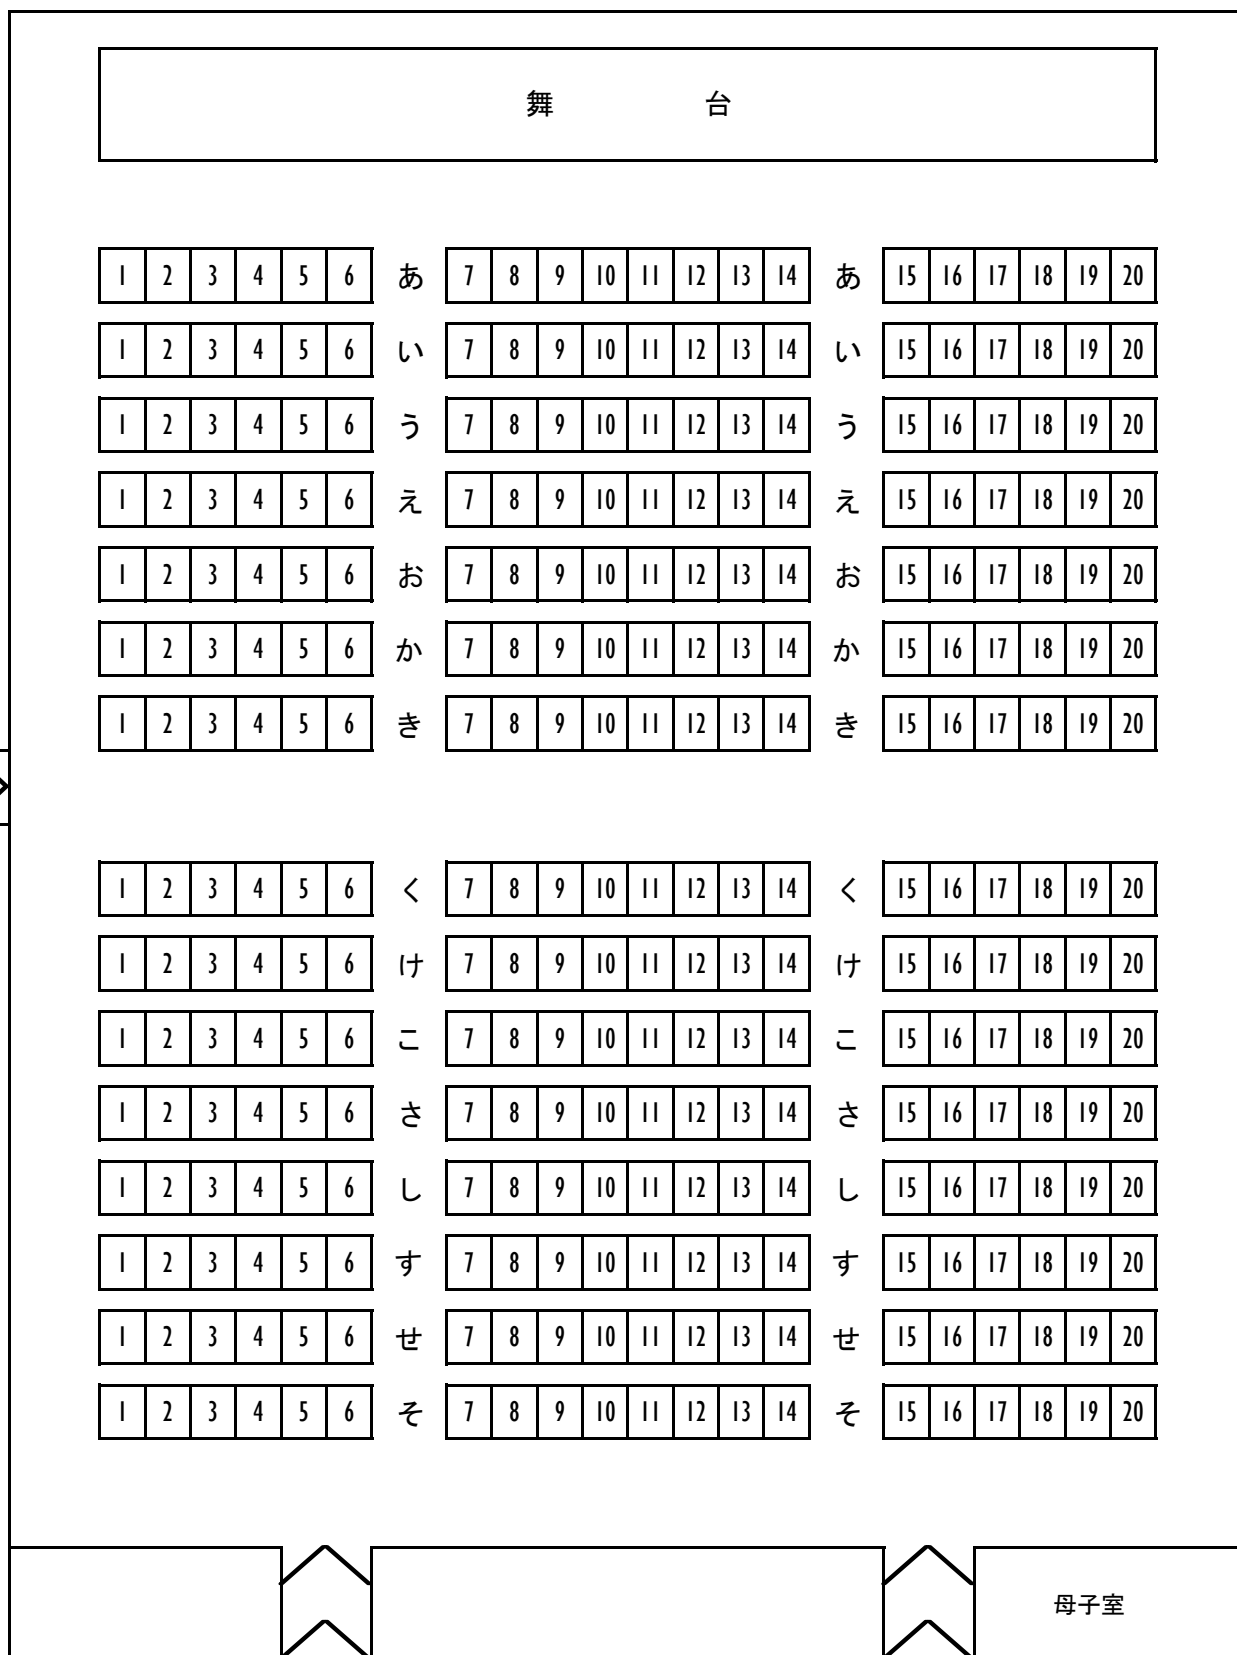 舞 台
1 2 3 4 5 6 あ 7 8 9 10 11 12 13 14 あ 15 16 17 18 19 20
1 2 3 4 5 6 い 7 8 9 10 11 12 13 14 い 15 16 17 18 19 20
1 2 3 4 5 6 う 7 8 9 10 11 12 13 14 う 15 16 17 18 19 20
1 2 3 4 5 6 え 7 8 9 10 11 12 13 14 え 15 16 17 18 19 20
1 2 3 4 5 6 お 7 8 9 10 11 12 13 14 お 15 16 17 18 19 20
1 2 3 4 5 6 か 7 8 9 10 11 12 13 14 か 15 16 17 18 19 20
1 2 3 4 5 6 き 7 8 9 10 11 12 13 14 き 15 16 17 18 19 20
1 2 3 4 5 6 く 7 8 9 10 11 12 13 14 く 15 16 17 18 19 20
1 2 3 4 5 6 け 7 8 9 10 11 12 13 14 け 15 16 17 18 19 20
1 2 3 4 5 6 こ 7 8 9 10 11 12 13 14 こ 15 16 17 18 19 20
1 2 3 4 5 6 さ 7 8 9 10 11 12 13 14 さ 15 16 17 18 19 20
1 2 3 4 5 6 し 7 8 9 10 11 12 13 14 し 15 16 17 18 19 20
1 2 3 4 5 6 す 7 8 9 10 11 12 13 14 す 15 16 17 18 19 20
1 2 3 4 5 6 せ 7 8 9 10 11 12 13 14 せ 15 16 17 18 19 20
1 2 3 4 5 6 そ 7 8 9 10 11 12 13 14 そ 15 16 17 18 19 20
母子室